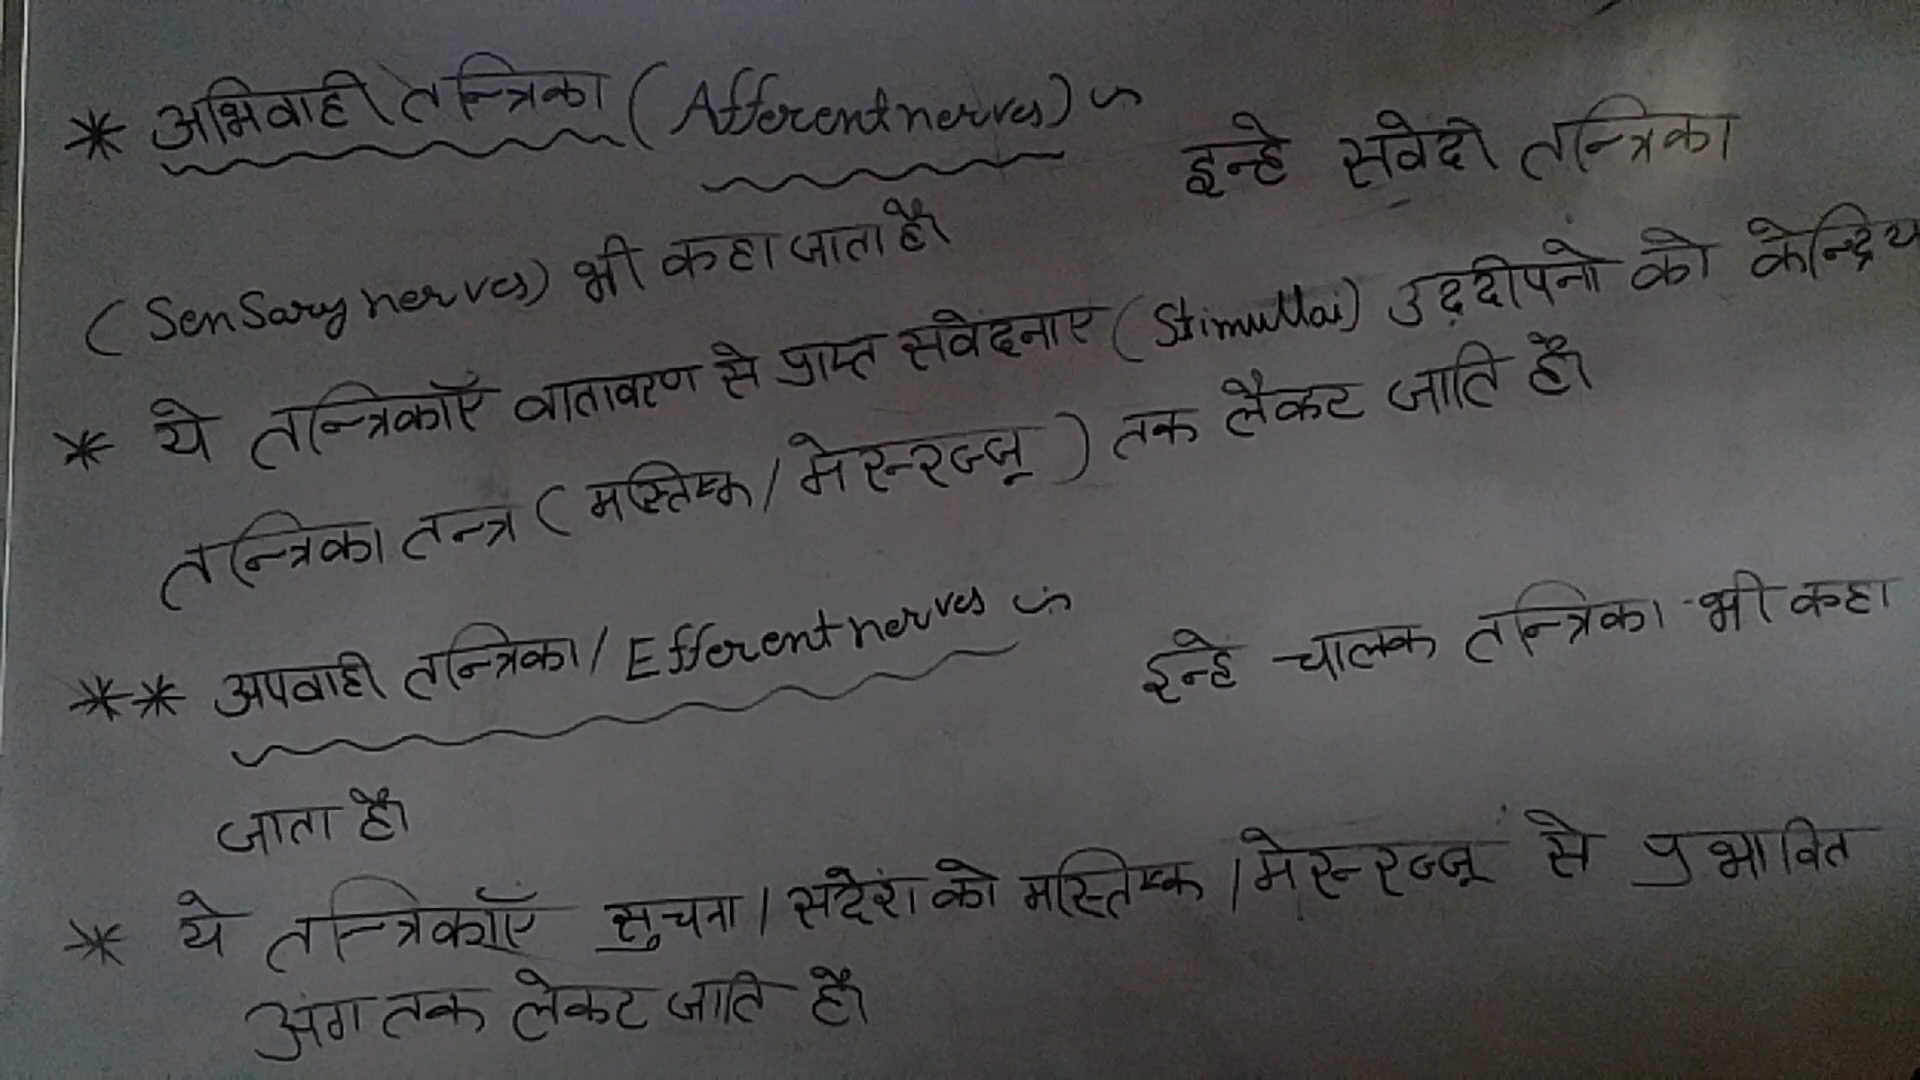 * अभिवाही तन्त्रिका (Afferent nerves) :- इन्हे संवेदी तन्त्रिका
(Sensary nerves) भी कहा जाता है।
* ये तन्त्रिकाएँ वातावरण से प्राप्त संवेदनाए (Stimullai) उद्दीपनो को केन्द्रिय
तन्त्रिका तन्त्र (मस्तिष्क / मेरूरज्जू) तक लेकर जाति है।
** अपवाही तन्त्रिका / Efferent nerves :- इन्हे चालक तन्त्रिका भी कहा
जाता है।
* ये तन्त्रिकाएँ सुचना / संदेश को मस्तिष्क / मेरूरज्जू से प्रभावित
अंग तक लेकर जाति है।